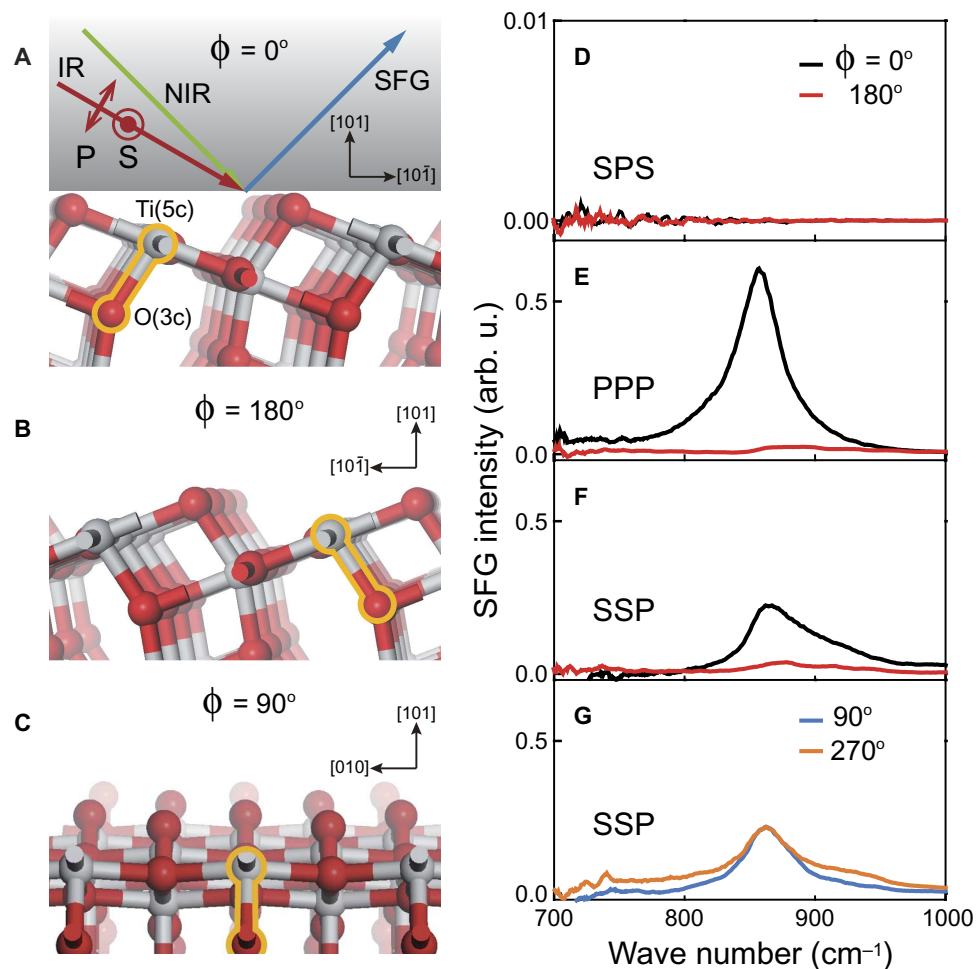 A
ϕ = 0°
IR
NIR
SFG
P
S
[101]
[101̅]
Ti(5c)
O(3c)
B
ϕ = 180°
[101]
[101̅]
C
ϕ = 90°
[101]
[010]
SFG intensity (arb. u.)
0.01
D
ϕ = 0°
180°
SPS
0.00
E
0.5
PPP
0.0
F
0.5
SSP
0.0
G
90°
270°
0.5
SSP
0.0
700 800 900 1000
Wave number (cm⁻¹)